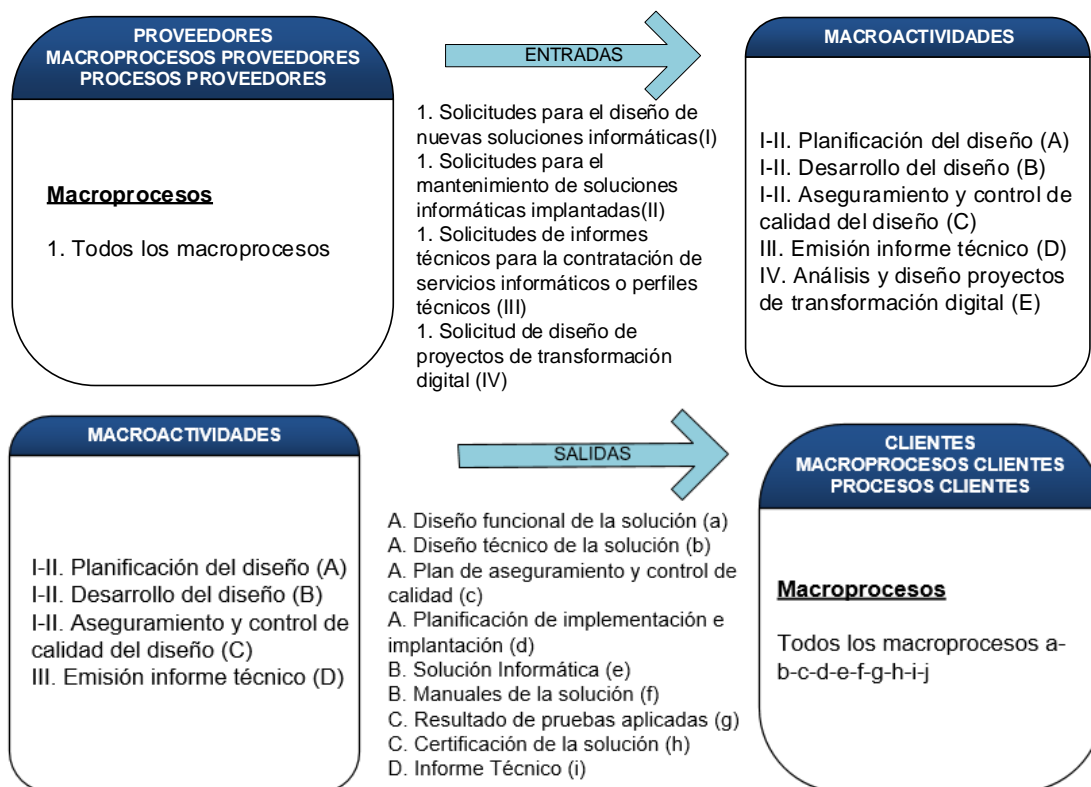 PROVEEDORES
MACROPROCESOS PROVEEDORES
PROCESOS PROVEEDORES
Macroprocesos
1. Todos los macroprocesos
ENTRADAS
1. Solicitudes para el diseño de
nuevas soluciones informáticas(I)
1. Solicitudes para el
mantenimiento de soluciones
informáticas implantadas(II)
1. Solicitudes de informes
técnicos para la contratación de
servicios informáticos o perfiles
técnicos (III)
1. Solicitud de diseño de
proyectos de transformación
digital (IV)
MACROACTIVIDADES
I-II. Planificación del diseño (A)
I-II. Desarrollo del diseño (B)
I-II. Aseguramiento y control de
calidad del diseño (C)
III. Emisión informe técnico (D)
IV. Análisis y diseño proyectos
de transformación digital (E)
MACROACTIVIDADES
I-II. Planificación del diseño (A)
I-II. Desarrollo del diseño (B)
I-II. Aseguramiento y control de
calidad del diseño (C)
III. Emisión informe técnico (D)
SALIDAS
A. Diseño funcional de la solución (a)
A. Diseño técnico de la solución (b)
A. Plan de aseguramiento y control de
calidad (c)
A. Planificación de implementación e
implantación (d)
B. Solución Informática (e)
B. Manuales de la solución (f)
C. Resultado de pruebas aplicadas (g)
C. Certificación de la solución (h)
D. Informe Técnico (i)
CLIENTES
MACROPROCESOS CLIENTES
PROCESOS CLIENTES
Macroprocesos
Todos los macroprocesos a-
b-c-d-e-f-g-h-i-j